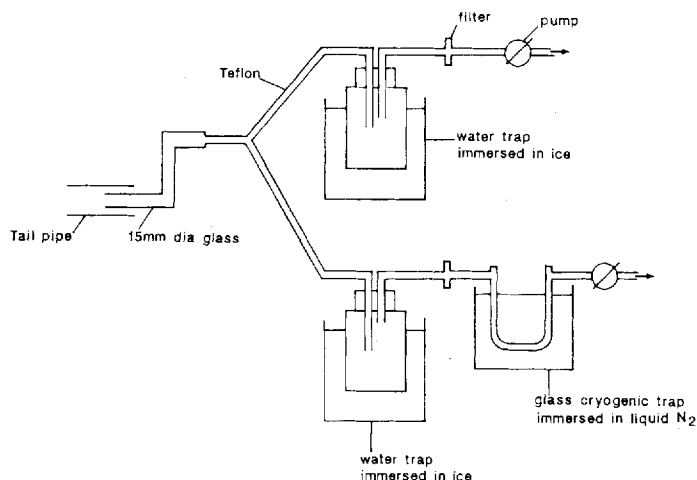 filter
pump
Teflon
water trap
immersed in ice
Tail pipe
15mm dia glass
glass cryogenic trap
immersed in liquid N2
water trap
immersed in ice